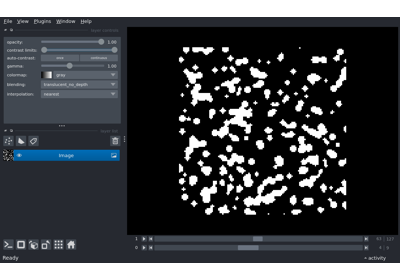 File View Plugins Window Help
opacity: 1.00
contrast limits:
auto-contrast: once continuous
gamma: 1.00
colormap: gray
blending: translucent_no_depth
interpolation: nearest
image
1
0
Ready
activity